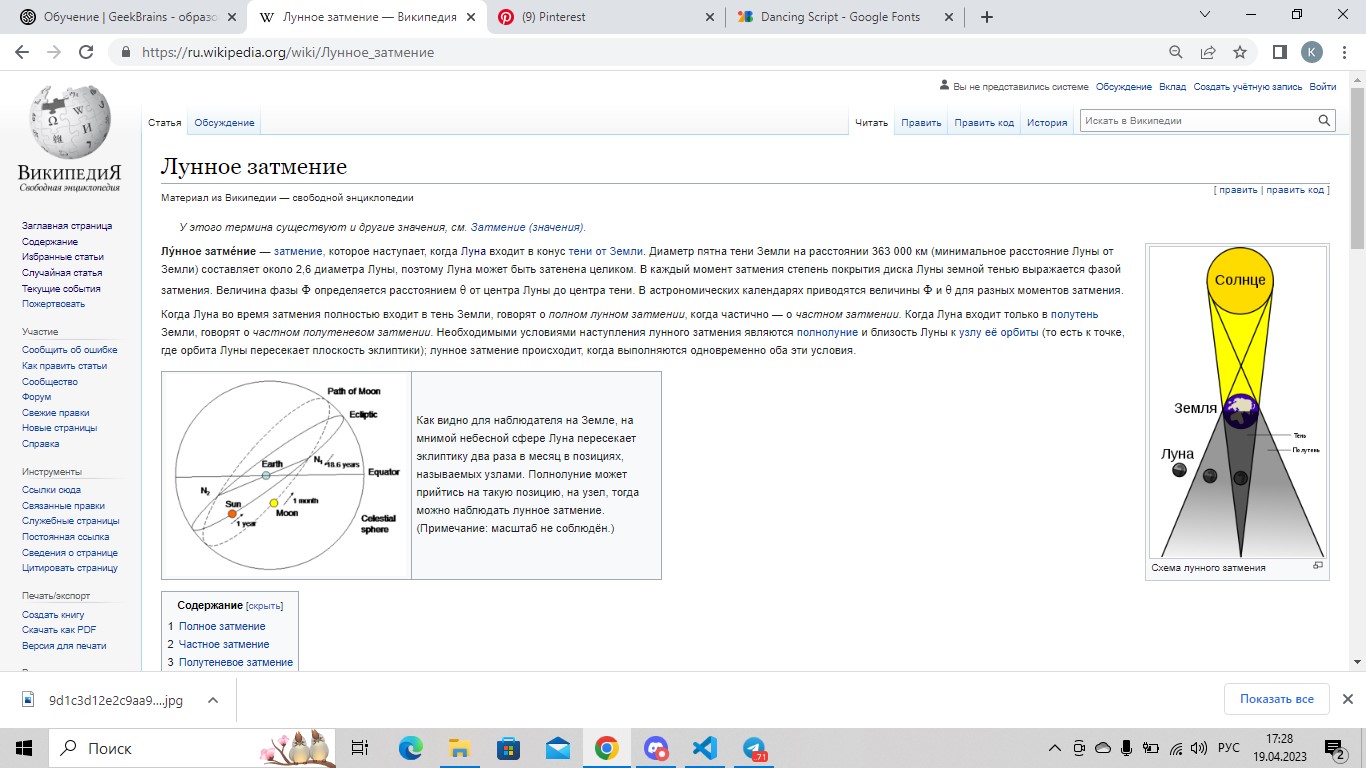 Обучение | GeekBrains - образо
Лунное затмение — Википедия
(9) Pinterest
Dancing Script - Google Fonts
https://ru.wikipedia.org/wiki/Лунное_затмение
K
Вы не представились системе Обсуждение Вклад Создать учётную запись Войти
Статья Обсуждение Читать Править Править код История Искать в Википедии
ВИКИПЕДИЯ
Свободная энциклопедия
Заглавная страница
Содержание
Избранные статьи
Случайная статья
Текущие события
Пожертвовать
Участие
Сообщить об ошибке
Как править статьи
Сообщество
Форум
Свежие правки
Новые страницы
Справка
Инструменты
Ссылки сюда
Связанные правки
Служебные страницы
Постоянная ссылка
Сведения о странице
Цитировать страницу
Печать/экспорт
Создать книгу
Скачать как PDF
Версия для печати
Лунное затмение
[ править | править код ]
Материал из Википедии — свободной энциклопедии
У этого термина существуют и другие значения, см. Затмение (значения).
Лу́нное затме́ние — затмение, которое наступает, когда Луна входит в конус тени от Земли. Диаметр пятна тени Земли на расстоянии 363 000 км (минимальное расстояние Луны от
Земли) составляет около 2,6 диаметра Луны, поэтому Луна может быть затенена целиком. В каждый момент затмения степень покрытия диска Луны земной тенью выражается фазой
затмения. Величина фазы Φ определяется расстоянием θ от центра Луны до центра тени. В астрономических календарях приводятся величины Φ и θ для разных моментов затмения.
Когда Луна во время затмения полностью входит в тень Земли, говорят о полном лунном затмении, когда частично — о частном затмении. Когда Луна входит только в полутень
Земли, говорят о частном полутеневом затмении. Необходимыми условиями наступления лунного затмения являются полнолуние и близость Луны к узлу её орбиты (то есть к точке,
где орбита Луны пересекает плоскость эклиптики); лунное затмение происходит, когда выполняются одновременно оба эти условия.
Path of Moon
Ecliptic
Earth
N1
18.6 years
Equator
N2
Sun
1 month
Moon
1 year
Celestial
sphere
Как видно для наблюдателя на Земле, на
мнимой небесной сфере Луна пересекает
эклиптику два раза в месяц в позициях,
называемых узлами. Полнолуние может
прийтись на такую позицию, на узел, тогда
можно наблюдать лунное затмение.
(Примечание: масштаб не соблюдён.)
Солнце
Земля
Тень
Полутень
Луна
Схема лунного затмения
Содержание [скрыть]
1 Полное затмение
2 Частное затмение
3 Полутеневое затмение
9d1c3d12e2c9aa9....jpg
Показать все
Поиск
71
РУС
17:28
19.04.2023
2